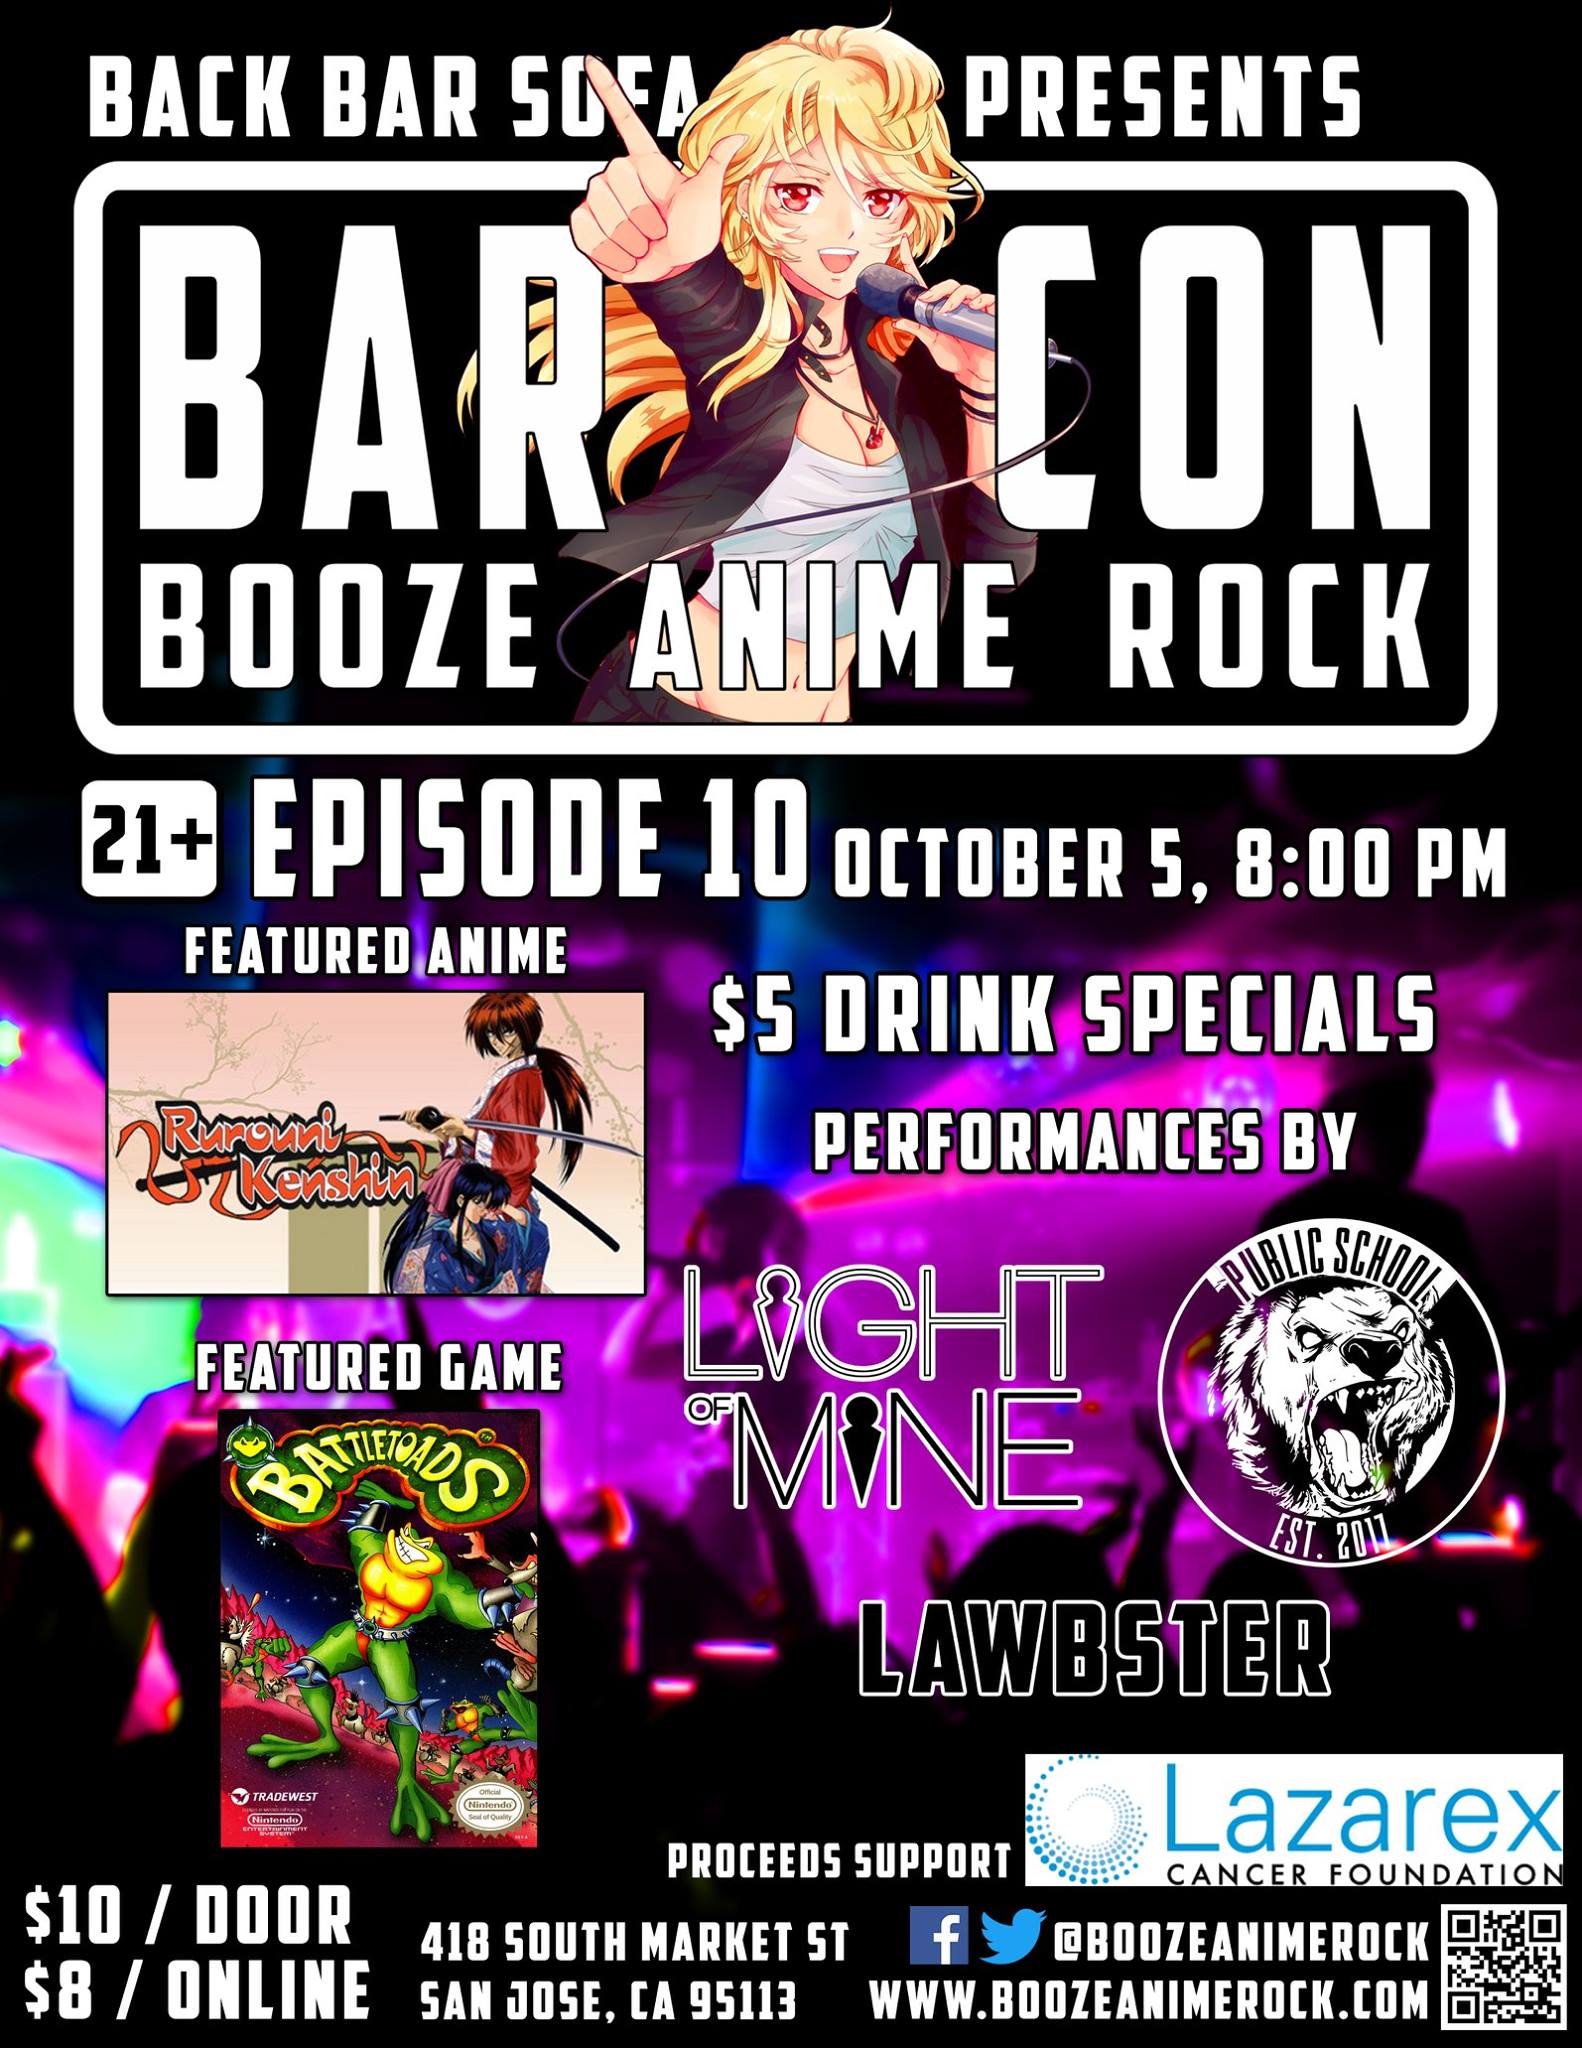 BACK BAR SOFA PRESENTS
BAR CON
BOOZE ANIME ROCK
21+ EPISODE 10 OCTOBER 5, 8:00 PM
FEATURED ANIME
Rurouni
Kenshin
$5 DRINK SPECIALS
PERFORMANCES BY
LIGHT
OF MINE
PUBLIC SCHOOL
EST. 2017
LAWBSTER
FEATURED GAME
BATTLETOADS™
TRADEWEST
Nintendo
ENTERTAINMENT
SYSTEM
Official
Nintendo
Seal of Quality
PROCEEDS SUPPORT
Lazarex
CANCER FOUNDATION
$10 / DOOR
$8 / ONLINE
418 SOUTH MARKET ST
SAN JOSE, CA 95113
@BOOZEANIMEROCK
WWW.BOOZEANIMEROCK.COM